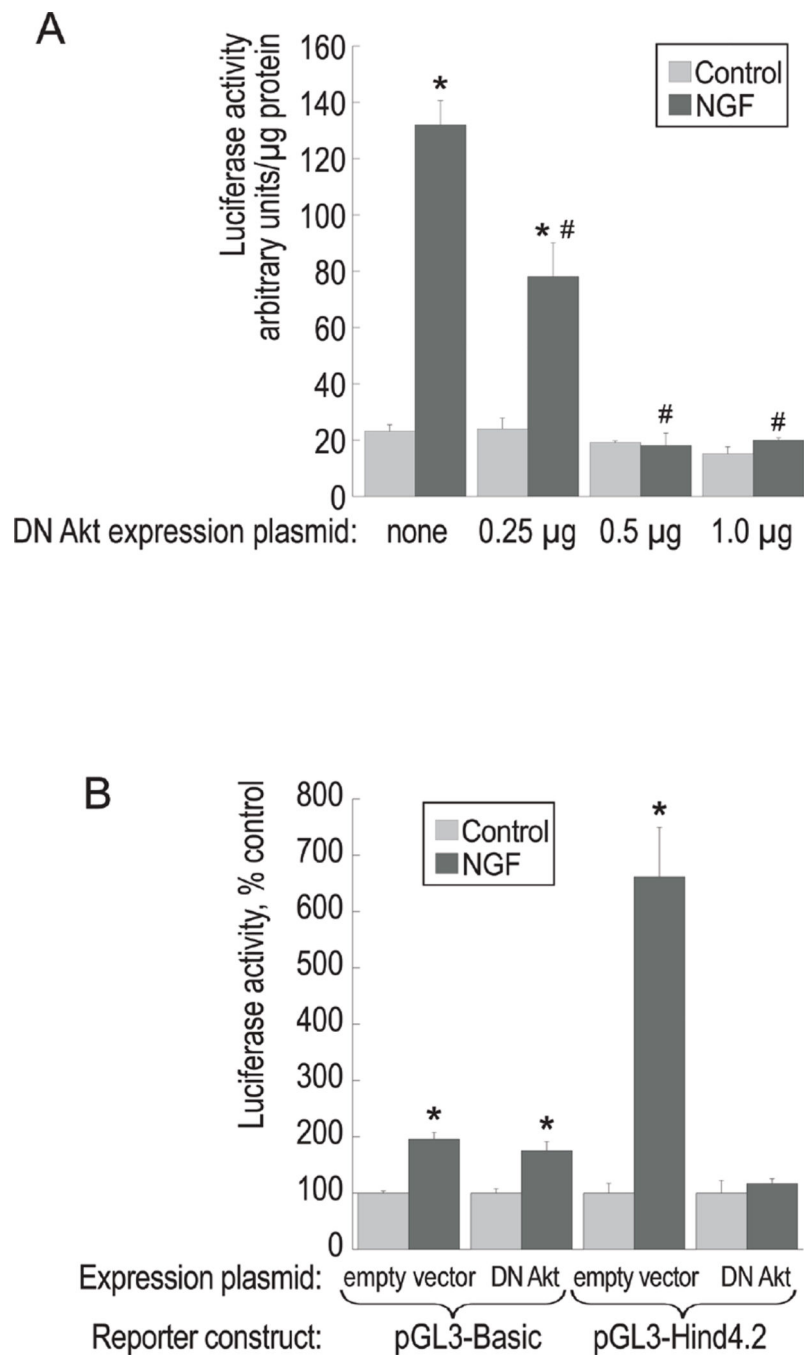 A
Luciferase activity
arbitrary units/µg protein
160
140
120
100
80
60
40
20
0
Control
NGF
*
* #
#
#
DN Akt expression plasmid: none 0.25 µg 0.5 µg 1.0 µg
B
Luciferase activity, % control
800
700
600
500
400
300
200
100
0
Control
NGF
*
*
*
Expression plasmid: empty vector DN Akt empty vector DN Akt
Reporter construct: pGL3-Basic pGL3-Hind4.2